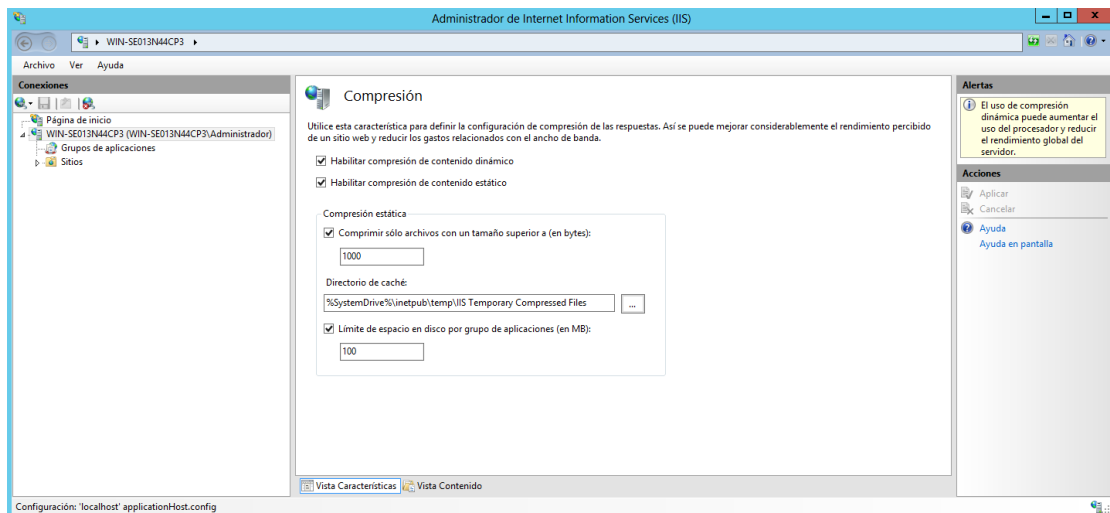 Administrador de Internet Information Services (IIS)
WIN-SE013N44CP3
Archivo Ver Ayuda
Conexiones
Página de inicio
WIN-SE013N44CP3 (WIN-SE013N44CP3\Administrador)
Grupos de aplicaciones
Sitios
Compresión
Utilice esta característica para definir la configuración de compresión de las respuestas. Así se puede mejorar considerablemente el rendimiento percibido
de un sitio web y reducir los gastos relacionados con el ancho de banda.
Habilitar compresión de contenido dinámico
Habilitar compresión de contenido estático
Compresión estática
Comprimir sólo archivos con un tamaño superior a (en bytes):
1000
Directorio de caché:
%SystemDrive%\inetpub\temp\IIS Temporary Compressed Files
...
Límite de espacio en disco por grupo de aplicaciones (en MB):
100
Vista Características Vista Contenido
Alertas
El uso de compresión
dinámica puede aumentar el
uso del procesador y reducir
el rendimiento global del
servidor.
Acciones
Aplicar
Cancelar
Ayuda
Ayuda en pantalla
Configuración: 'localhost' applicationHost.config